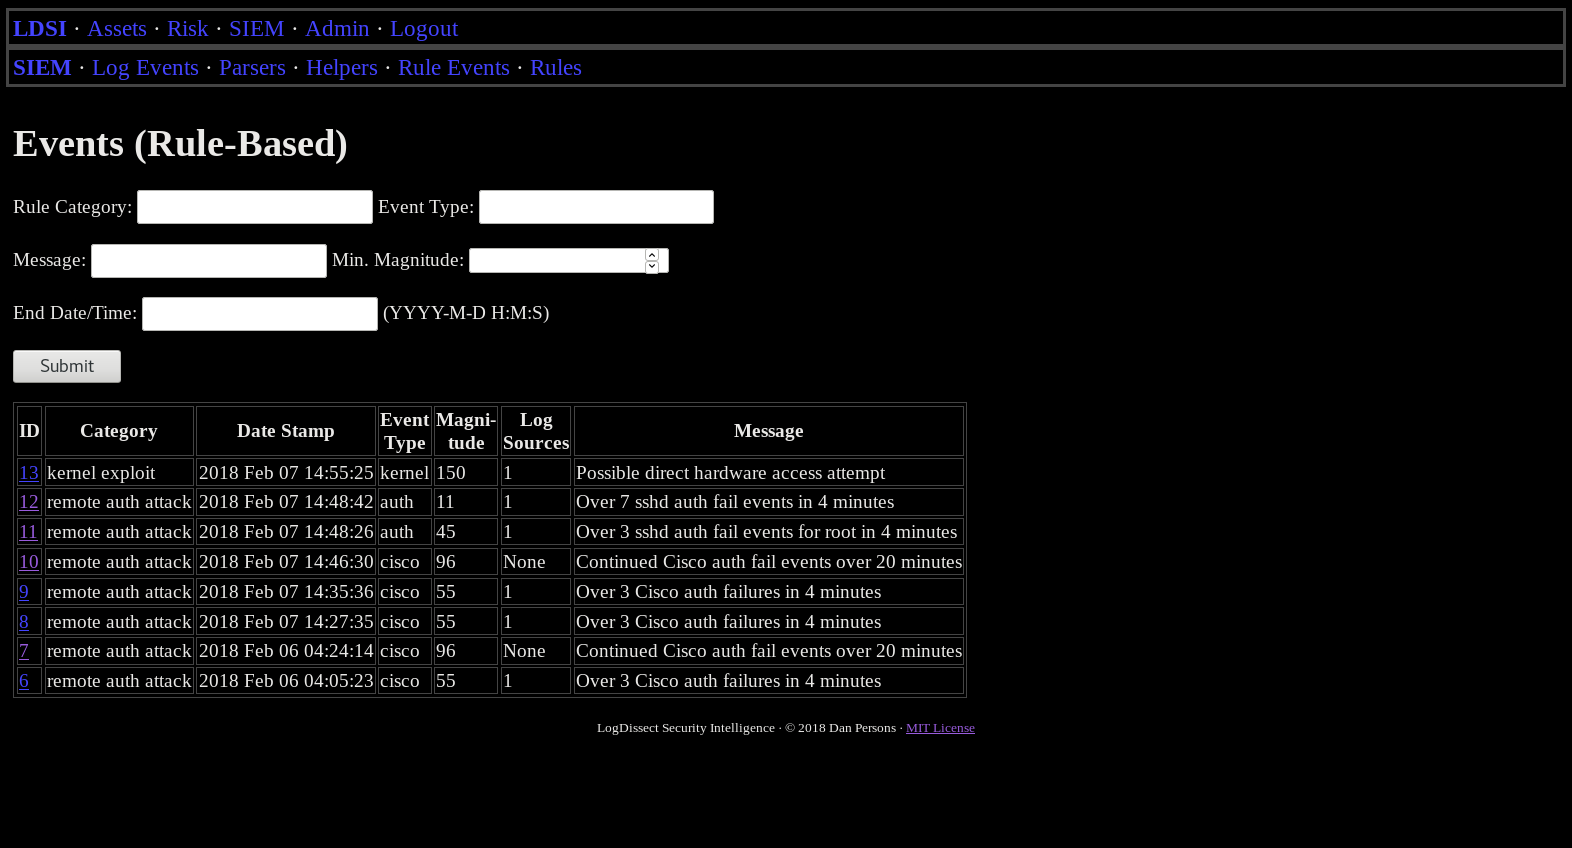 LDSI · Assets · Risk · SIEM · Admin · Logout
SIEM · Log Events · Parsers · Helpers · Rule Events · Rules
Events (Rule-Based)
Rule Category: Event Type:
Message: Min. Magnitude:
End Date/Time: (YYYY-M-D H:M:S)
Submit
ID Category Date Stamp Event Type Magni-tude Log Sources Message
13 kernel exploit 2018 Feb 07 14:55:25 kernel 150 1 Possible direct hardware access attempt
12 remote auth attack 2018 Feb 07 14:48:42 auth 11 1 Over 7 sshd auth fail events in 4 minutes
11 remote auth attack 2018 Feb 07 14:48:26 auth 45 1 Over 3 sshd auth fail events for root in 4 minutes
10 remote auth attack 2018 Feb 07 14:46:30 cisco 96 None Continued Cisco auth fail events over 20 minutes
9 remote auth attack 2018 Feb 07 14:35:36 cisco 55 1 Over 3 Cisco auth failures in 4 minutes
8 remote auth attack 2018 Feb 07 14:27:35 cisco 55 1 Over 3 Cisco auth failures in 4 minutes
7 remote auth attack 2018 Feb 06 04:24:14 cisco 96 None Continued Cisco auth fail events over 20 minutes
6 remote auth attack 2018 Feb 06 04:05:23 cisco 55 1 Over 3 Cisco auth failures in 4 minutes
LogDissect Security Intelligence · © 2018 Dan Persons · MIT License